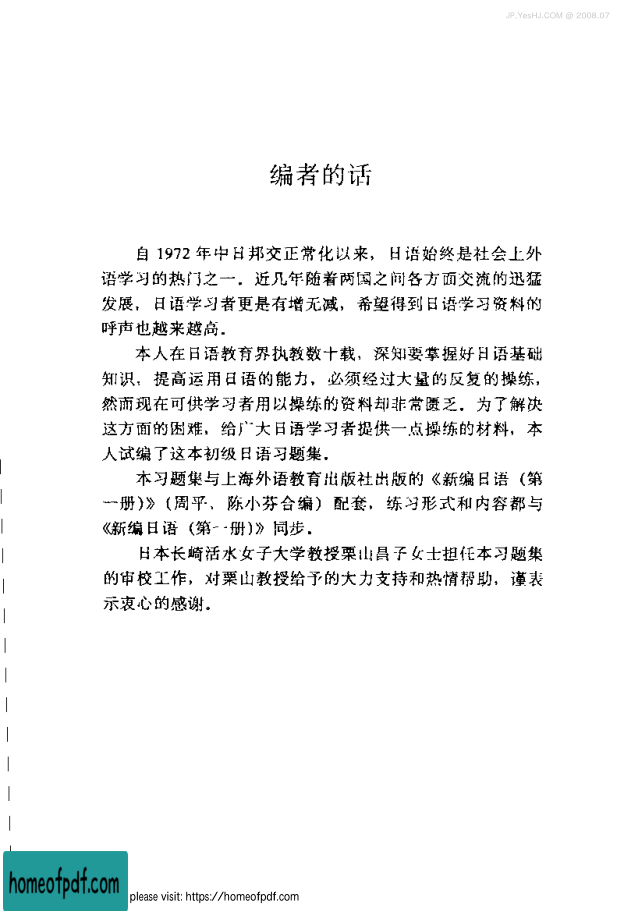 JP.YesHJ.COM @ 2008.07
编者的话
自 1972 年中日邦交正常化以来，日语始终是社会上外
语学习的热门之一。近几年随着两国之间各方面交流的迅猛
发展，日语学习者更是有增无减，希望得到日语学习资料的
呼声也越来越高。
本人在日语教育界执教数十载，深知要掌握好日语基础
知识，提高运用日语的能力，必须经过大量的反复的操练，
然而现在可供学习者用以操练的资料却非常匮乏。为了解决
这方面的困难，给广大日语学习者提供一点操练的材料，本
人试编了这本初级日语习题集。
本习题集与上海外语教育出版社出版的《新编日语（第
一册）》（周平、陈小芬合编）配套，练习形式和内容都与
《新编日语（第一册）》同步。
日本长崎活水女子大学教授栗山昌子女士担任本习题集
的审校工作，对栗山教授给予的大力支持和热情帮助，谨表
示衷心的感谢。
homeofpdf.com
please visit: https://homeofpdf.com